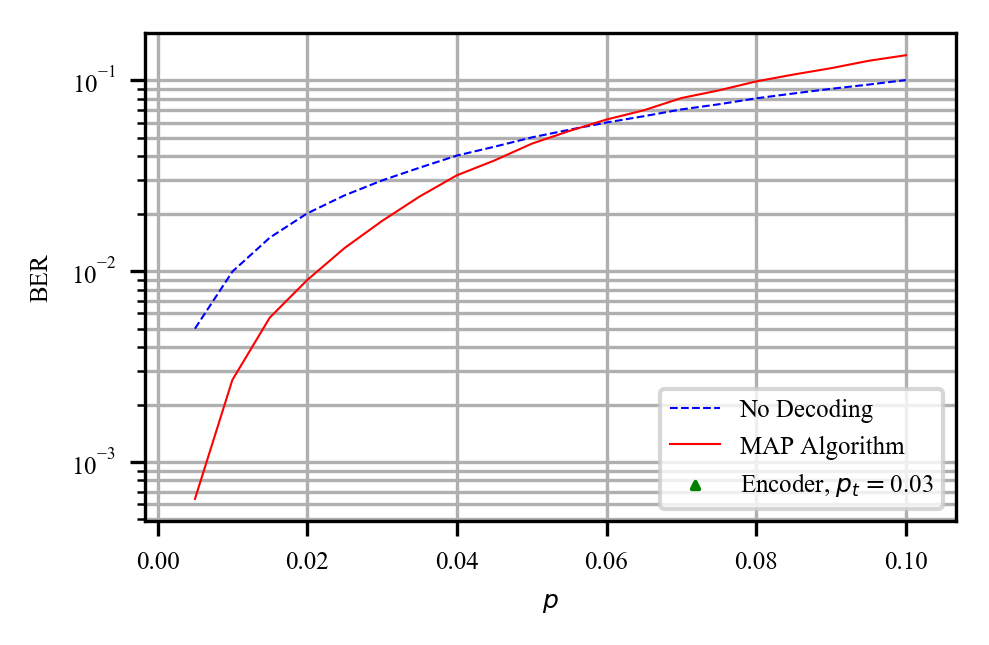 10⁻¹
10⁻²
10⁻³
BER
0.00 0.02 0.04 0.06 0.08 0.10
p
No Decoding
MAP Algorithm
Encoder, pₜ = 0.03